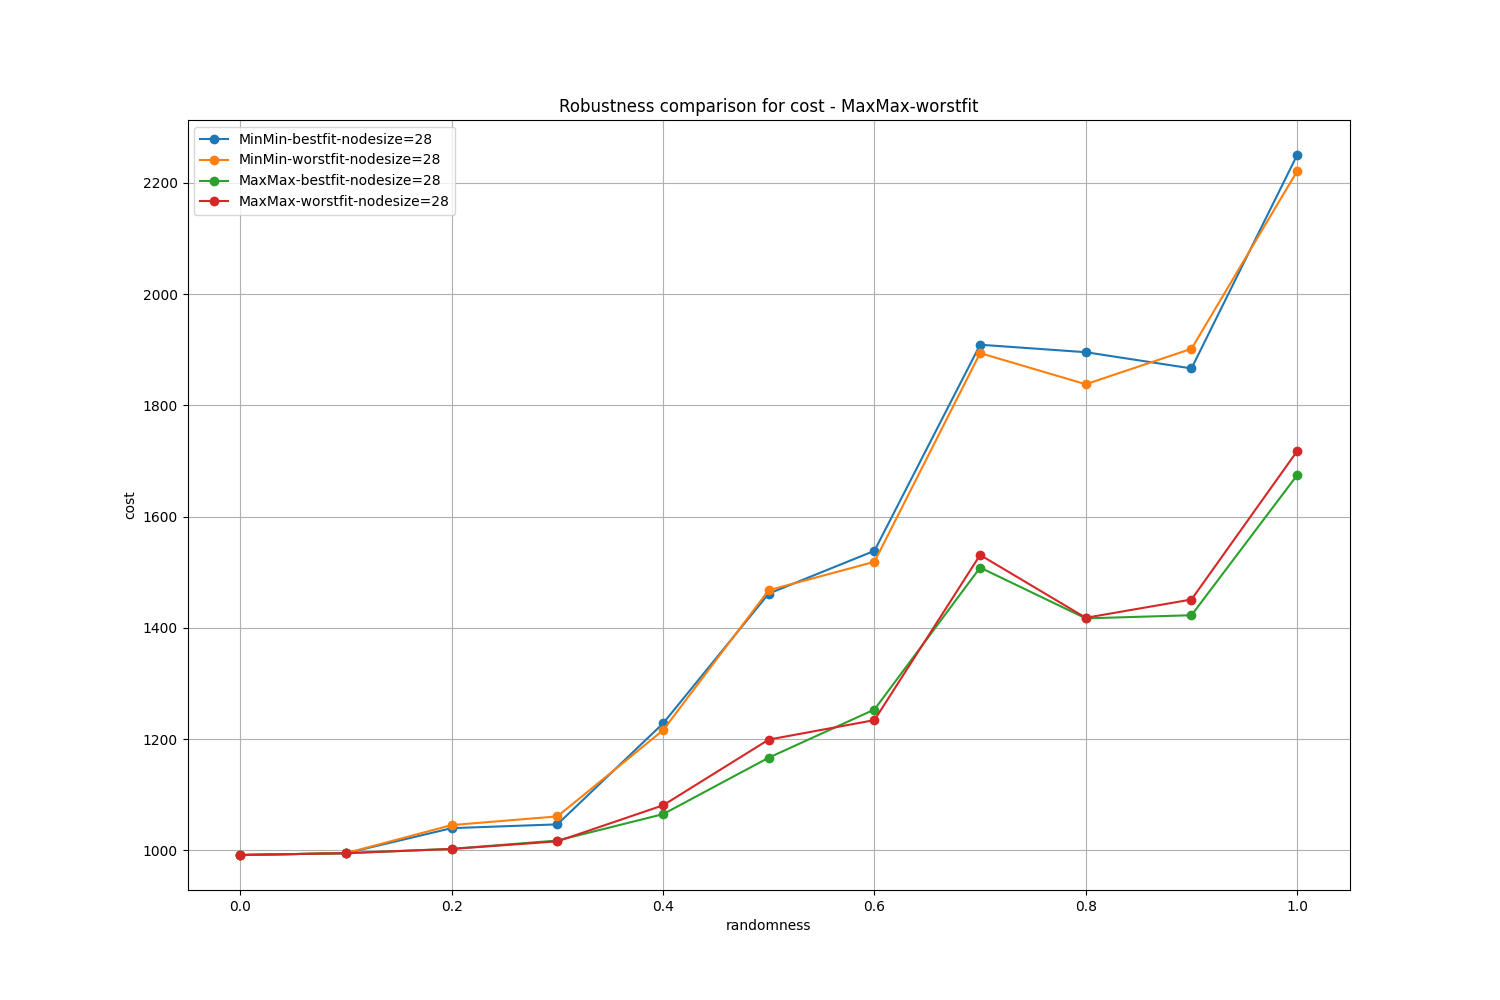 Robustness comparison for cost - MaxMax-worstfit
MinMin-bestfit-nodesize=28
MinMin-worstfit-nodesize=28
MaxMax-bestfit-nodesize=28
MaxMax-worstfit-nodesize=28
2200
2000
1800
1600
1400
1200
1000
cost
0.0 0.2 0.4 0.6 0.8 1.0
randomness